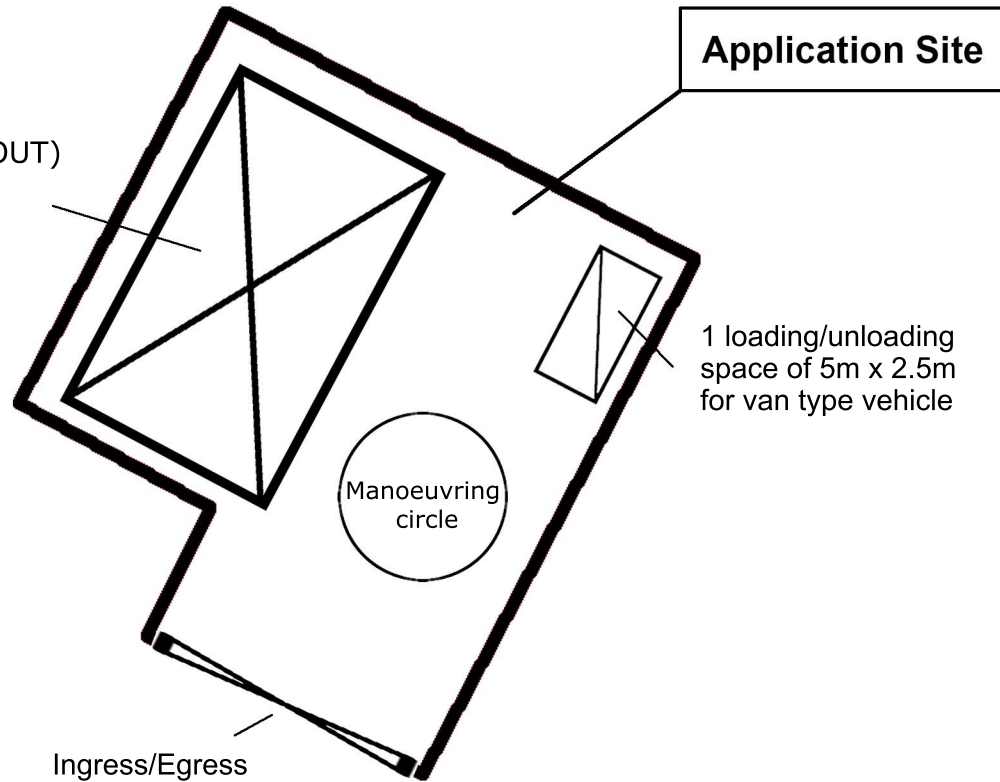 Application Site
OUT)
1 loading/unloading
space of 5m x 2.5m
for van type vehicle
Manoeuvring
circle
Ingress/Egress